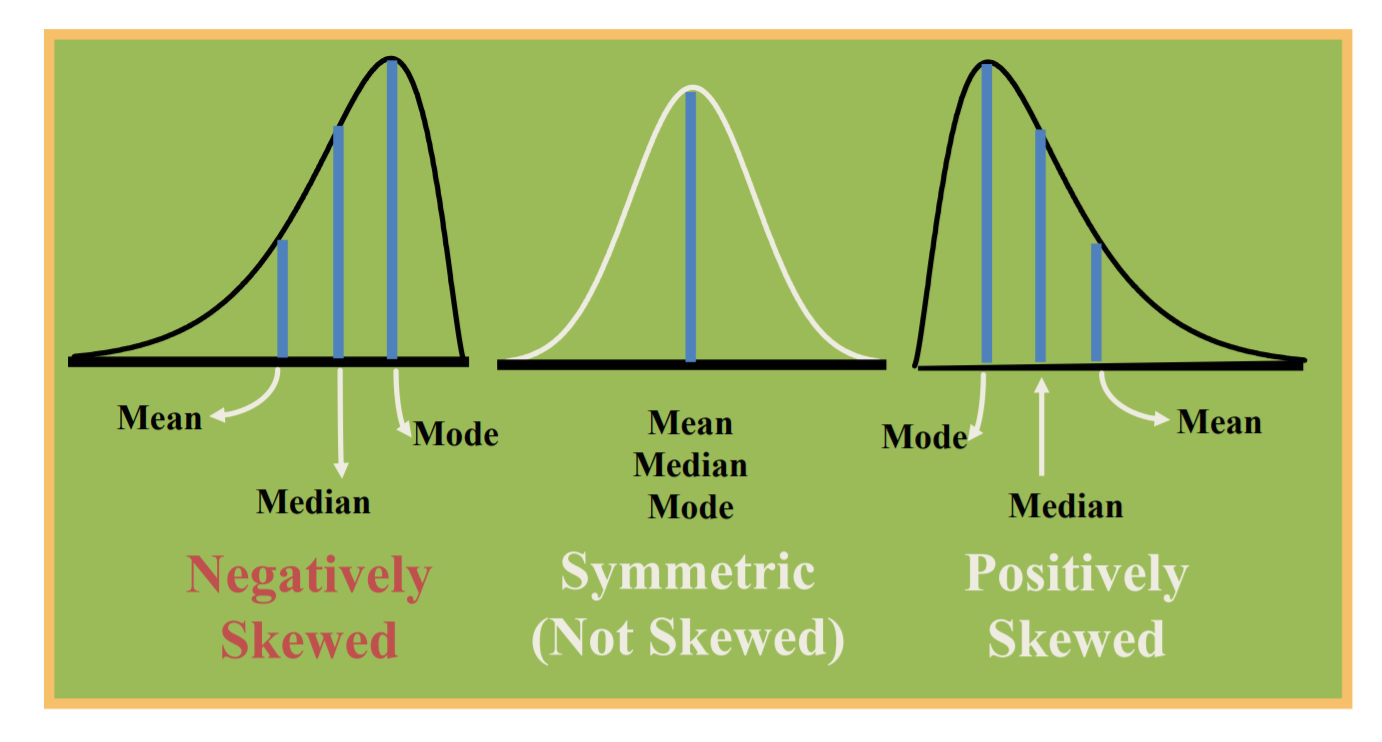 Mean
Mode
Median
Negatively
Skewed
Mean
Median
Mode
Symmetric
(Not Skewed)
Mode
Mean
Median
Positively
Skewed